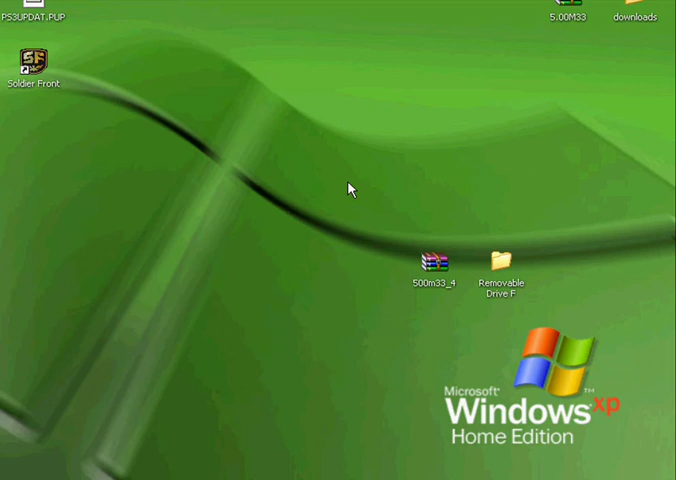 PS3UPDAT.PUP
5.00M33
downloads
Soldier Front
500m33_4
Removable
Drive F
Microsoft®
Windows xp
Home Edition